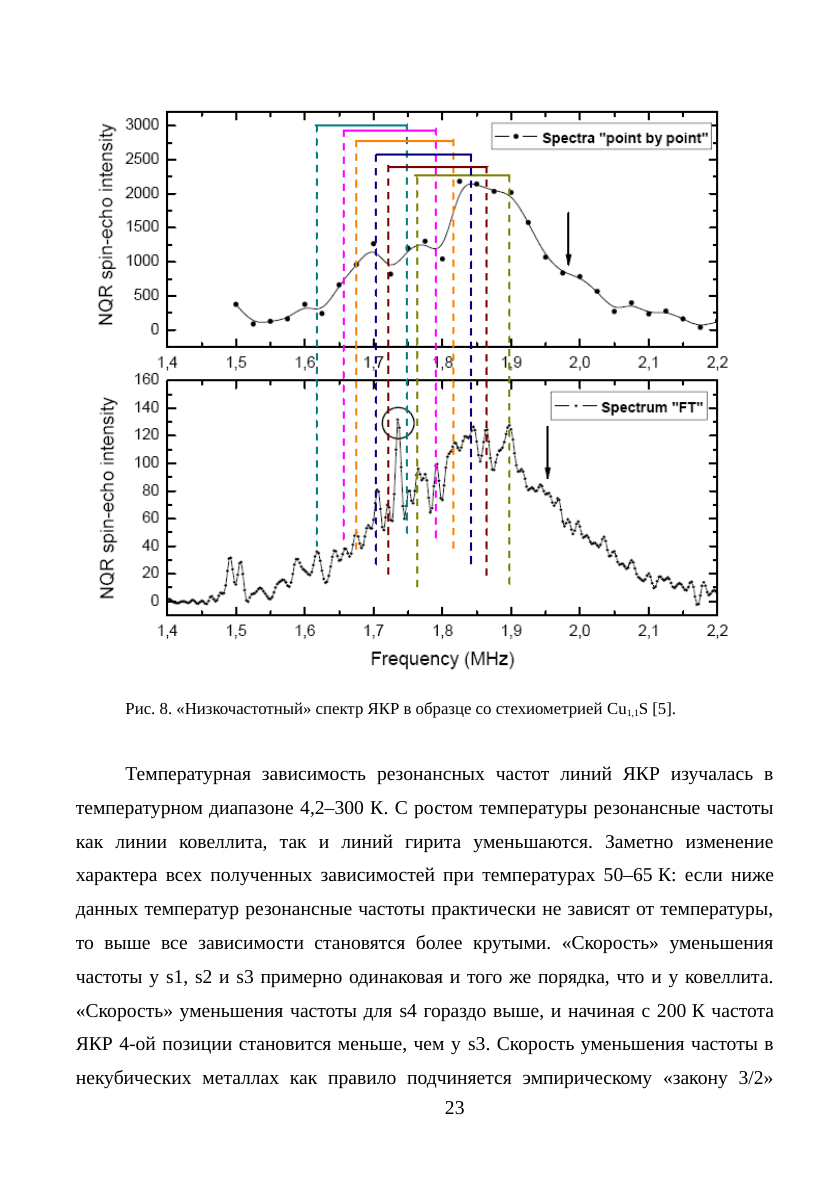 3000
2500
2000
1500
1000
500
0
NQR spin-echo intensity
Spectra "point by point"
1,4 1,5 1,6 1,7 1,8 1,9 2,0 2,1 2,2
160
140
120
100
80
60
40
20
0
NQR spin-echo intensity
Spectrum "FT"
1,4 1,5 1,6 1,7 1,8 1,9 2,0 2,1 2,2
Frequency (MHz)
Рис. 8. «Низкочастотный» спектр ЯКР в образце со стехиометрией Cu1,1S [5].
Температурная зависимость резонансных частот линий ЯКР изучалась в
температурном диапазоне 4,2–300 К. С ростом температуры резонансные частоты
как линии ковеллита, так и линий гирита уменьшаются. Заметно изменение
характера всех полученных зависимостей при температурах 50–65 К: если ниже
данных температур резонансные частоты практически не зависят от температуры,
то выше все зависимости становятся более крутыми. «Скорость» уменьшения
частоты у s1, s2 и s3 примерно одинаковая и того же порядка, что и у ковеллита.
«Скорость» уменьшения частоты для s4 гораздо выше, и начиная с 200 К частота
ЯКР 4-ой позиции становится меньше, чем у s3. Скорость уменьшения частоты в
некубических металлах как правило подчиняется эмпирическому «закону 3/2»
23